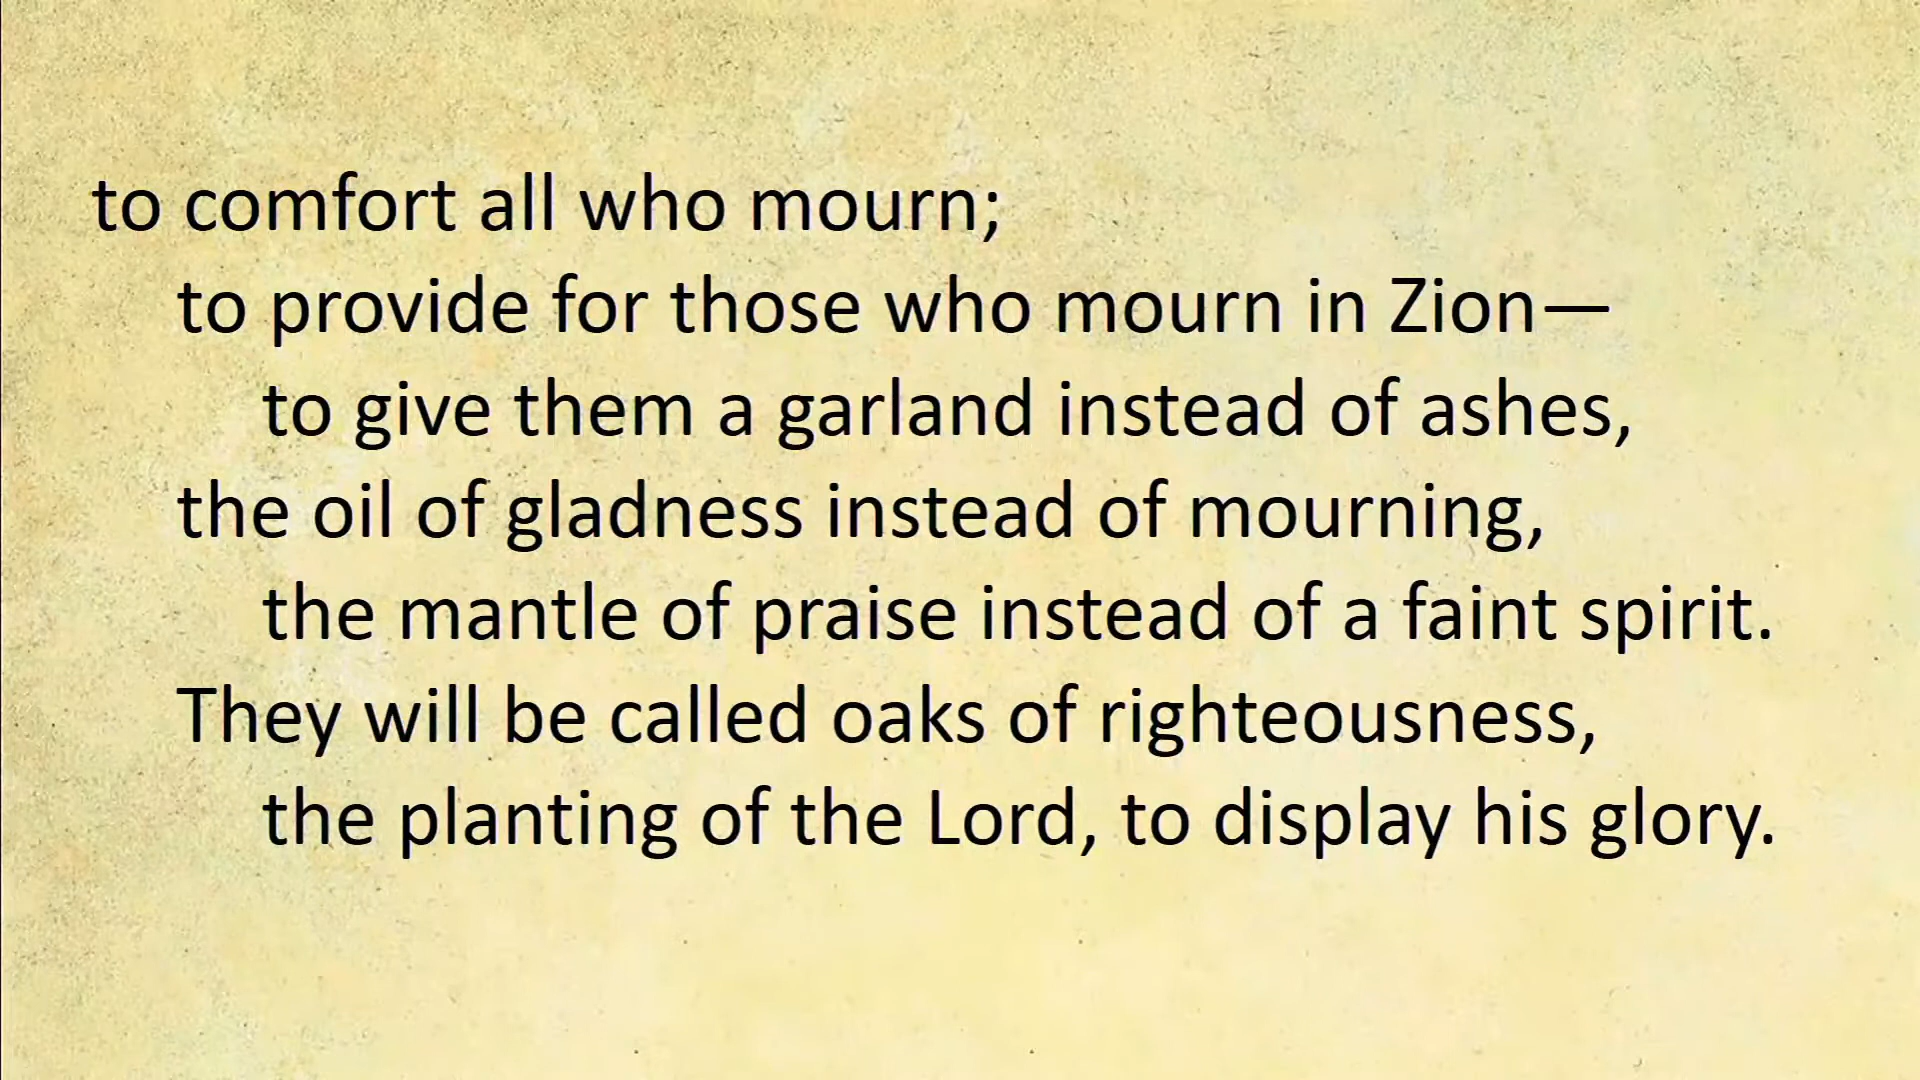 to comfort all who mourn;
to provide for those who mourn in Zion—
to give them a garland instead of ashes,
the oil of gladness instead of mourning,
the mantle of praise instead of a faint spirit.
They will be called oaks of righteousness,
the planting of the Lord, to display his glory.